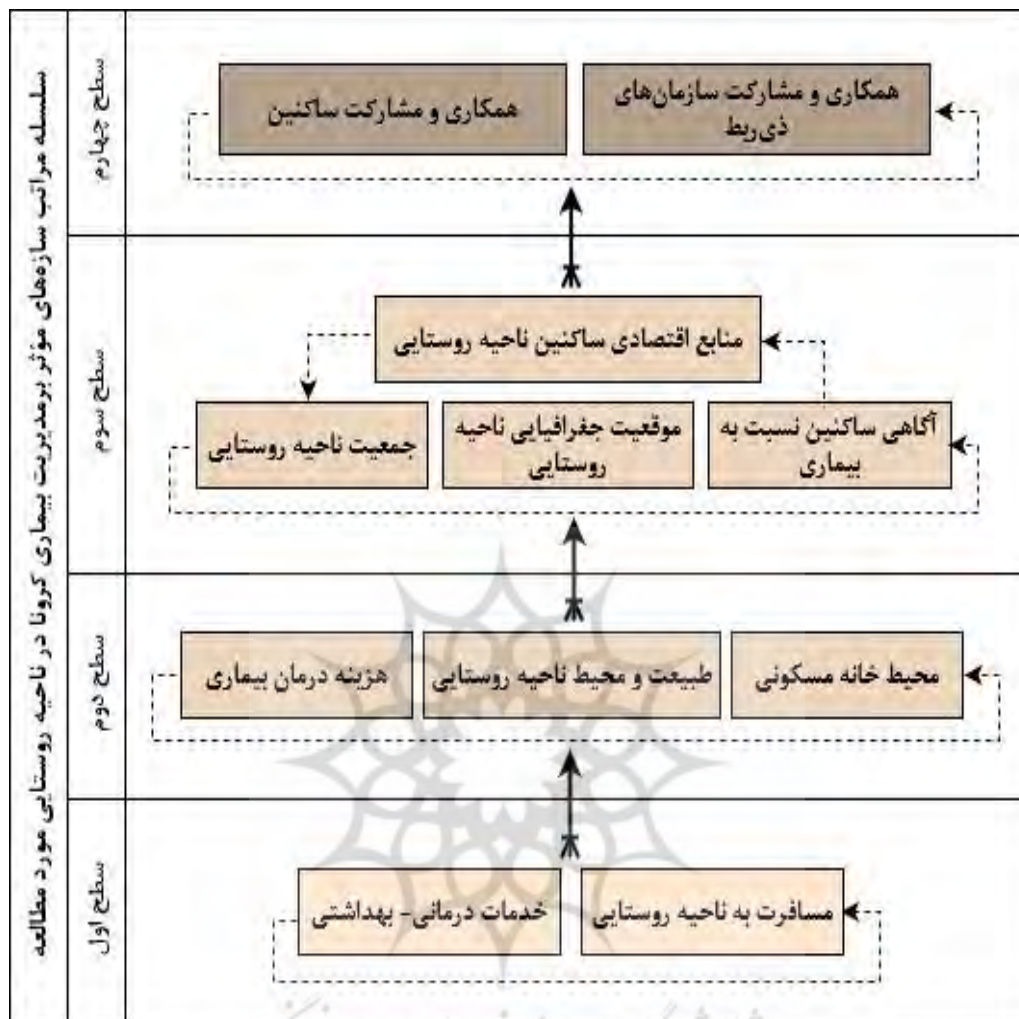 سلسله مراتب سازه‌های مؤثر برمدیریت بیماری کرونا در ناحیه روستایی مورد مطالعه
سطح چهارم
همکاری و مشارکت سازمان‌های
ذی‌ربط
همکاری و مشارکت ساکنین
سطح سوم
منابع اقتصادی ساکنین ناحیه روستایی
آگاهی ساکنین نسبت به
بیماری
موقعیت جغرافیایی ناحیه
روستایی
جمعیت ناحیه روستایی
سطح دوم
محیط خانه مسکونی
طبیعت و محیط ناحیه روستایی
هزینه درمان بیماری
سطح اول
مسافرت به ناحیه روستایی
خدمات درمانی- بهداشتی